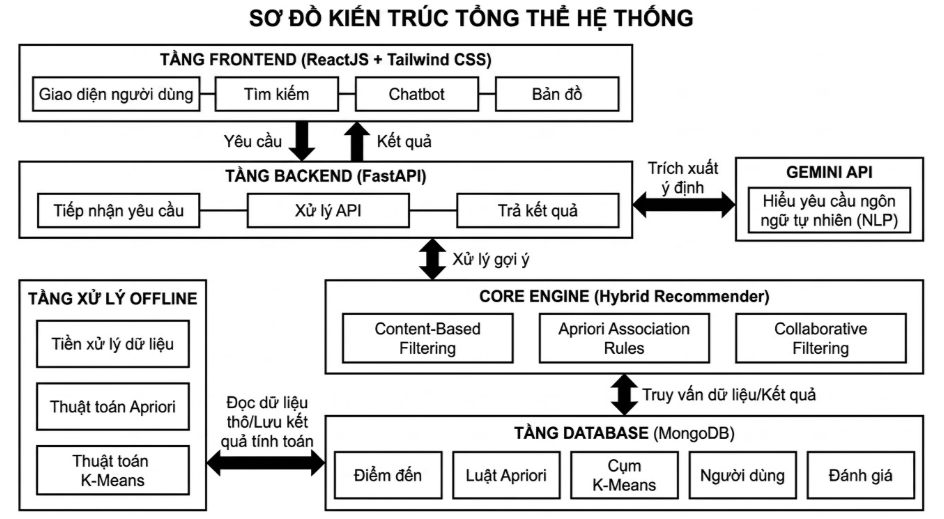 SƠ ĐỒ KIẾN TRÚC TỔNG THỂ HỆ THỐNG
TẦNG FRONTEND (ReactJS + Tailwind CSS)
Giao diện người dùng
Tìm kiếm
Chatbot
Bản đồ
Yêu cầu
Kết quả
TẦNG BACKEND (FastAPI)
Tiếp nhận yêu cầu
Xử lý API
Trả kết quả
Trích xuất
ý định
GEMINI API
Hiểu yêu cầu ngôn
ngữ tự nhiên (NLP)
Xử lý gợi ý
TẦNG XỬ LÝ OFFLINE
Tiền xử lý dữ liệu
Thuật toán Apriori
Thuật toán
K-Means
CORE ENGINE (Hybrid Recommender)
Content-Based
Filtering
Apriori Association
Rules
Collaborative
Filtering
Truy vấn dữ liệu/Kết quả
Đọc dữ liệu
thô/Lưu kết
quả tính toán
TẦNG DATABASE (MongoDB)
Điểm đến
Luật Apriori
Cụm
K-Means
Người dùng
Đánh giá